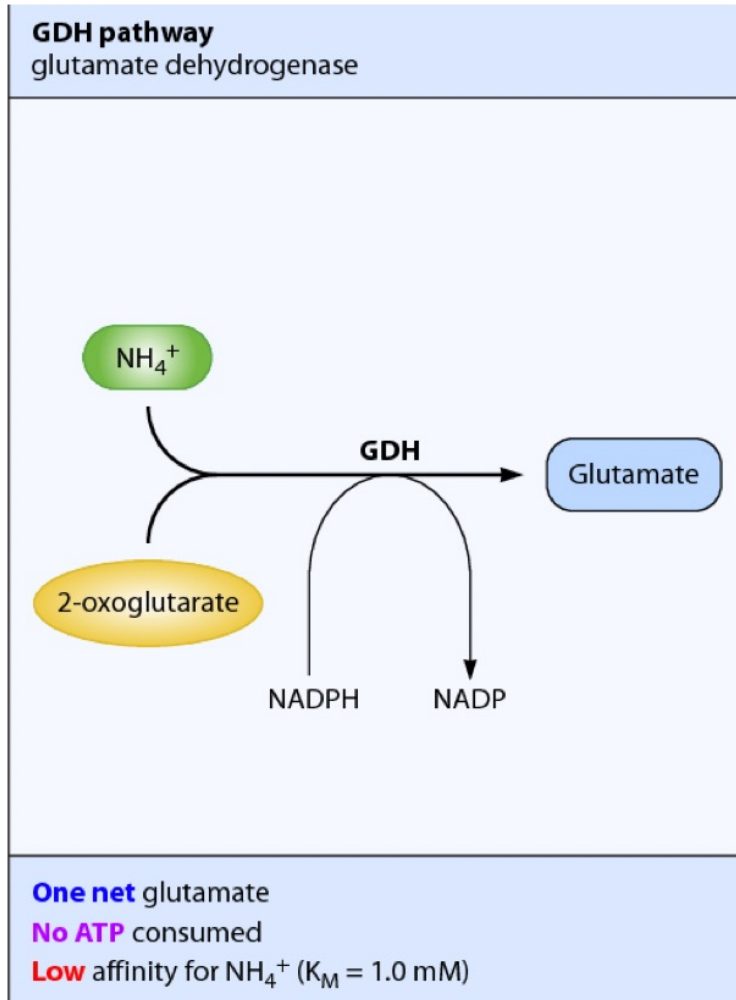 GDH pathway
glutamate dehydrogenase
NH₄⁺
GDH
Glutamate
2-oxoglutarate
NADPH
NADP
One net glutamate
No ATP consumed
Low affinity for NH₄⁺ (K_M = 1.0 mM)